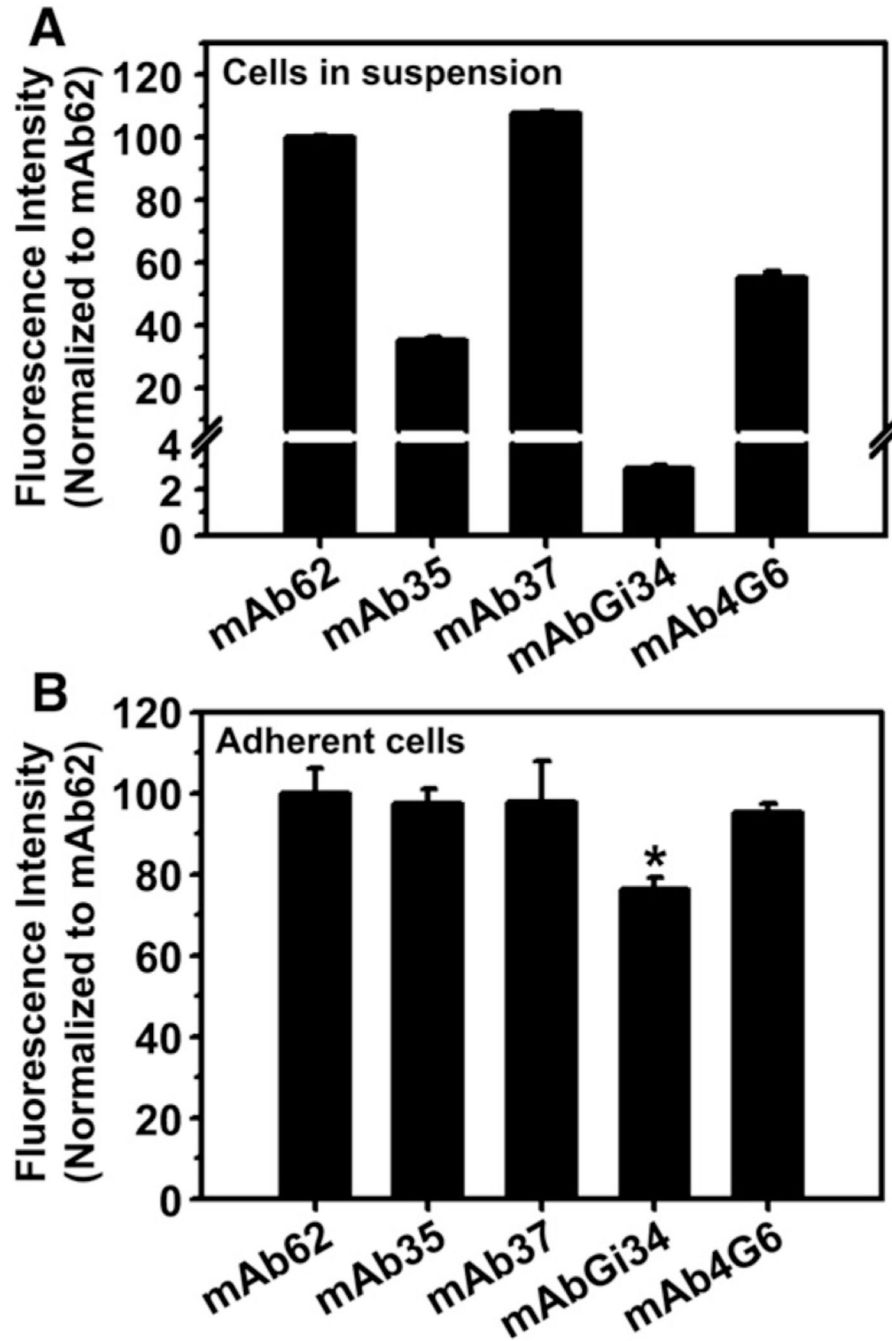 A
Fluorescence Intensity
(Normalized to mAb62)
Cells in suspension
120
100
80
60
40
20
4
2
0
mAb62
mAb35
mAb37
mAbGi34
mAb4G6
B
Fluorescence Intensity
(Normalized to mAb62)
Adherent cells
120
100
80
60
40
20
0
*
mAb62
mAb35
mAb37
mAbGi34
mAb4G6